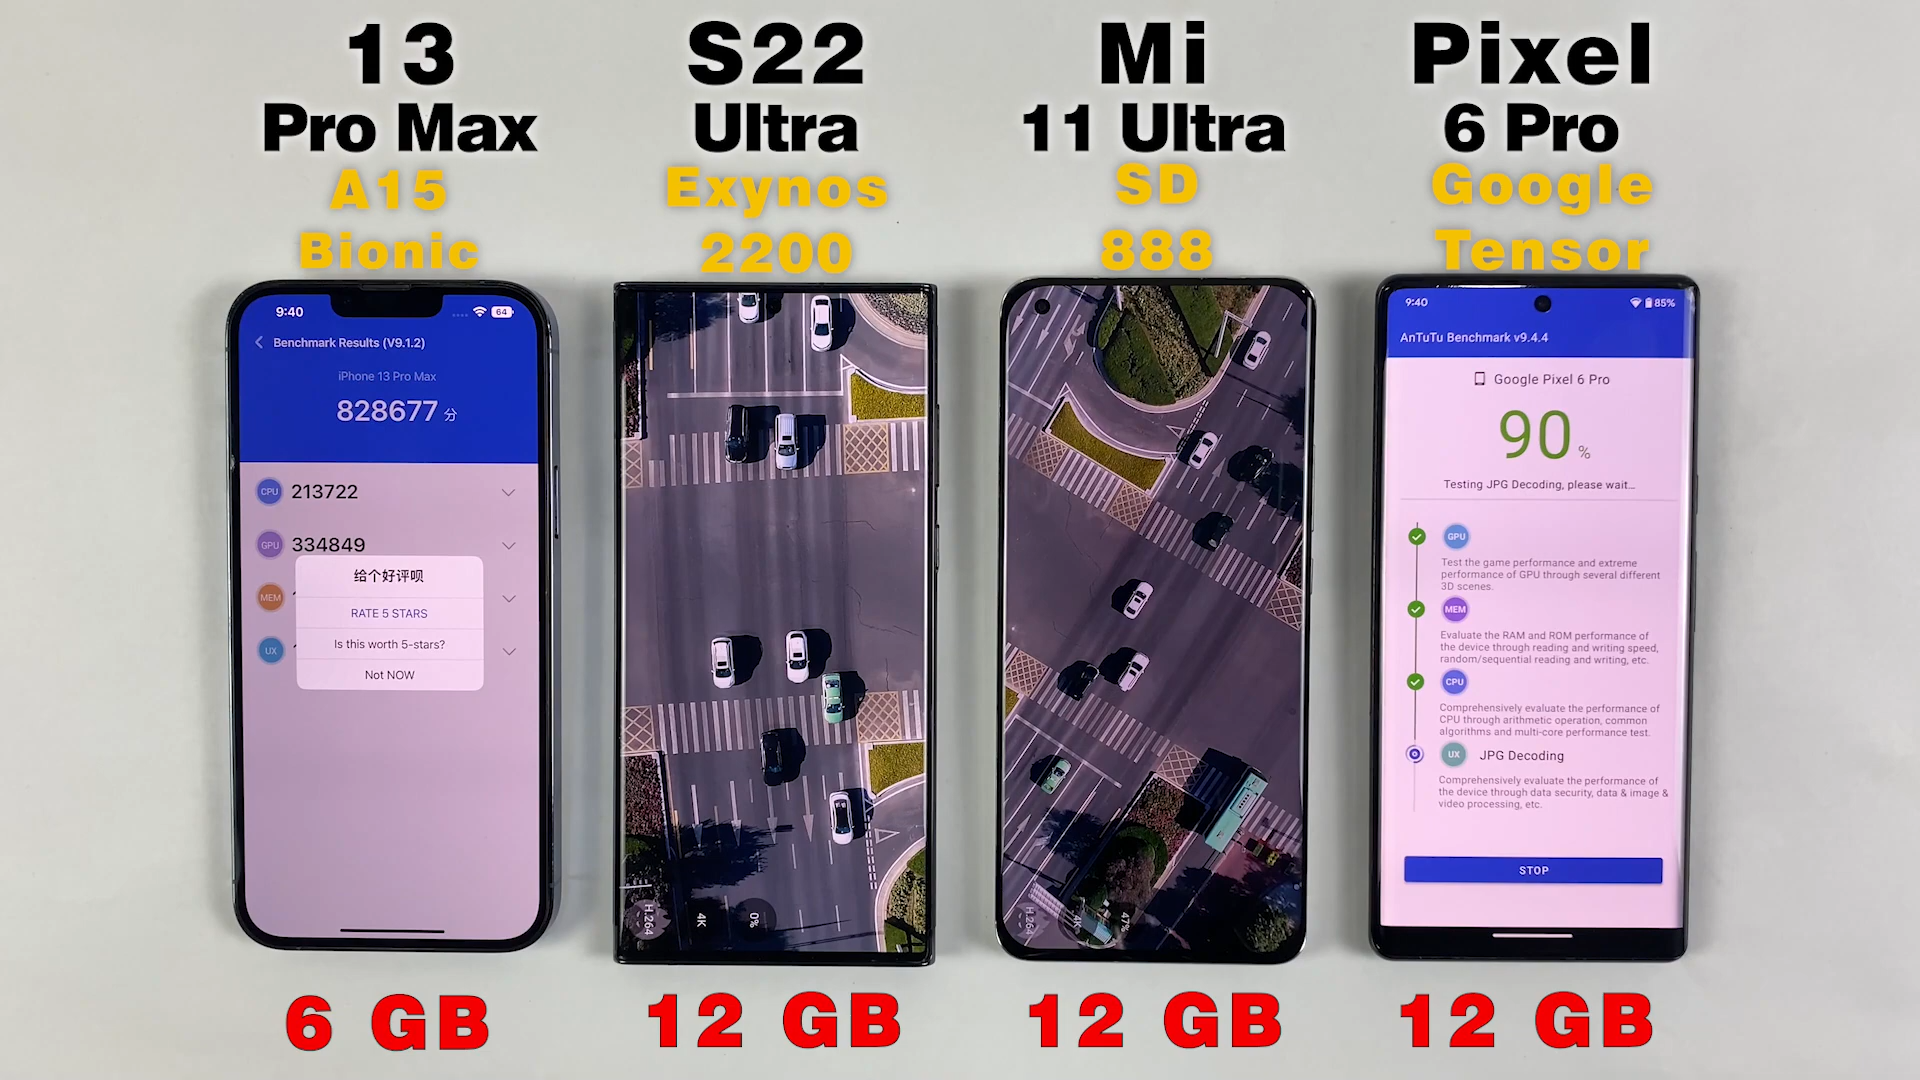 13
Pro Max
A15
Bionic
S22
Ultra
Exynos
2200
Mi
11 Ultra
SD
888
Pixel
6 Pro
Google
Tensor
9:40
64
Benchmark Results (V9.1.2)
iPhone 13 Pro Max
828677 分
CPU 213722
GPU 334849
MEM
UX
给个好评呗
RATE 5 STARS
Is this worth 5-stars?
Not NOW
H.264
4K
0%
H.264
4K
47%
9:40
85%
AnTuTu Benchmark v9.4.4
Google Pixel 6 Pro
90 %
Testing JPG Decoding, please wait...
GPU
Test the game performance and extreme
performance of GPU through several different
3D scenes.
MEM
Evaluate the RAM and ROM performance of
the device through reading and writing speed,
random/sequential reading and writing, etc.
CPU
Comprehensively evaluate the performance of
CPU through arithmetic operation, common
algorithms and multi-core performance test.
UX JPG Decoding
Comprehensively evaluate the performance of
the device through data security, data & image &
video processing, etc.
STOP
6 GB
12 GB
12 GB
12 GB